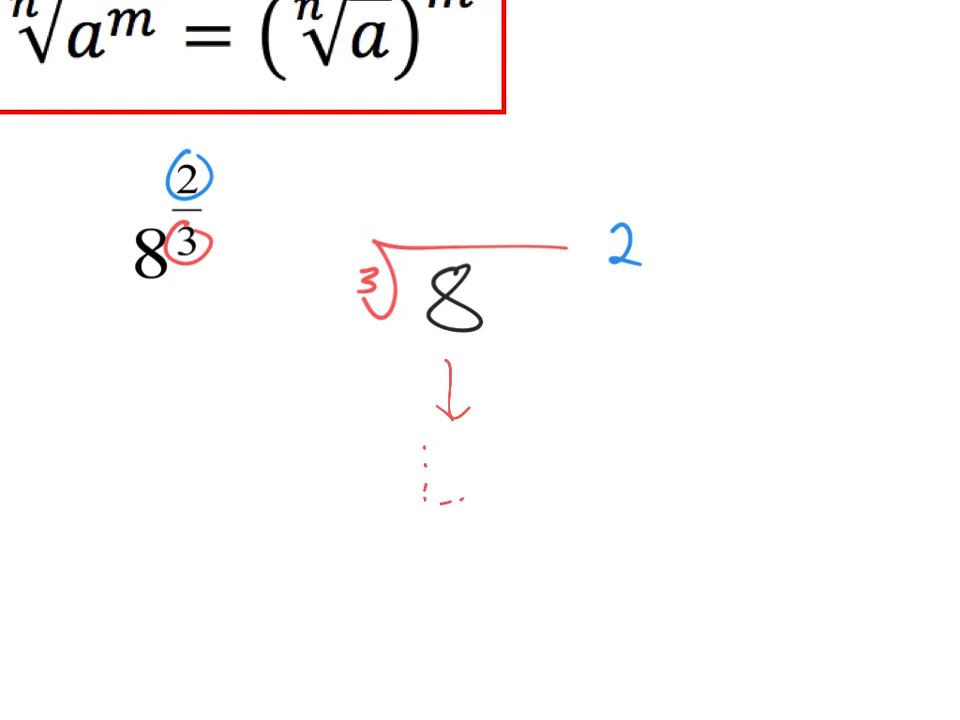 ⁿ√aᵐ = (ⁿ√a)ᵐ
8^(2/3)
³√8 2